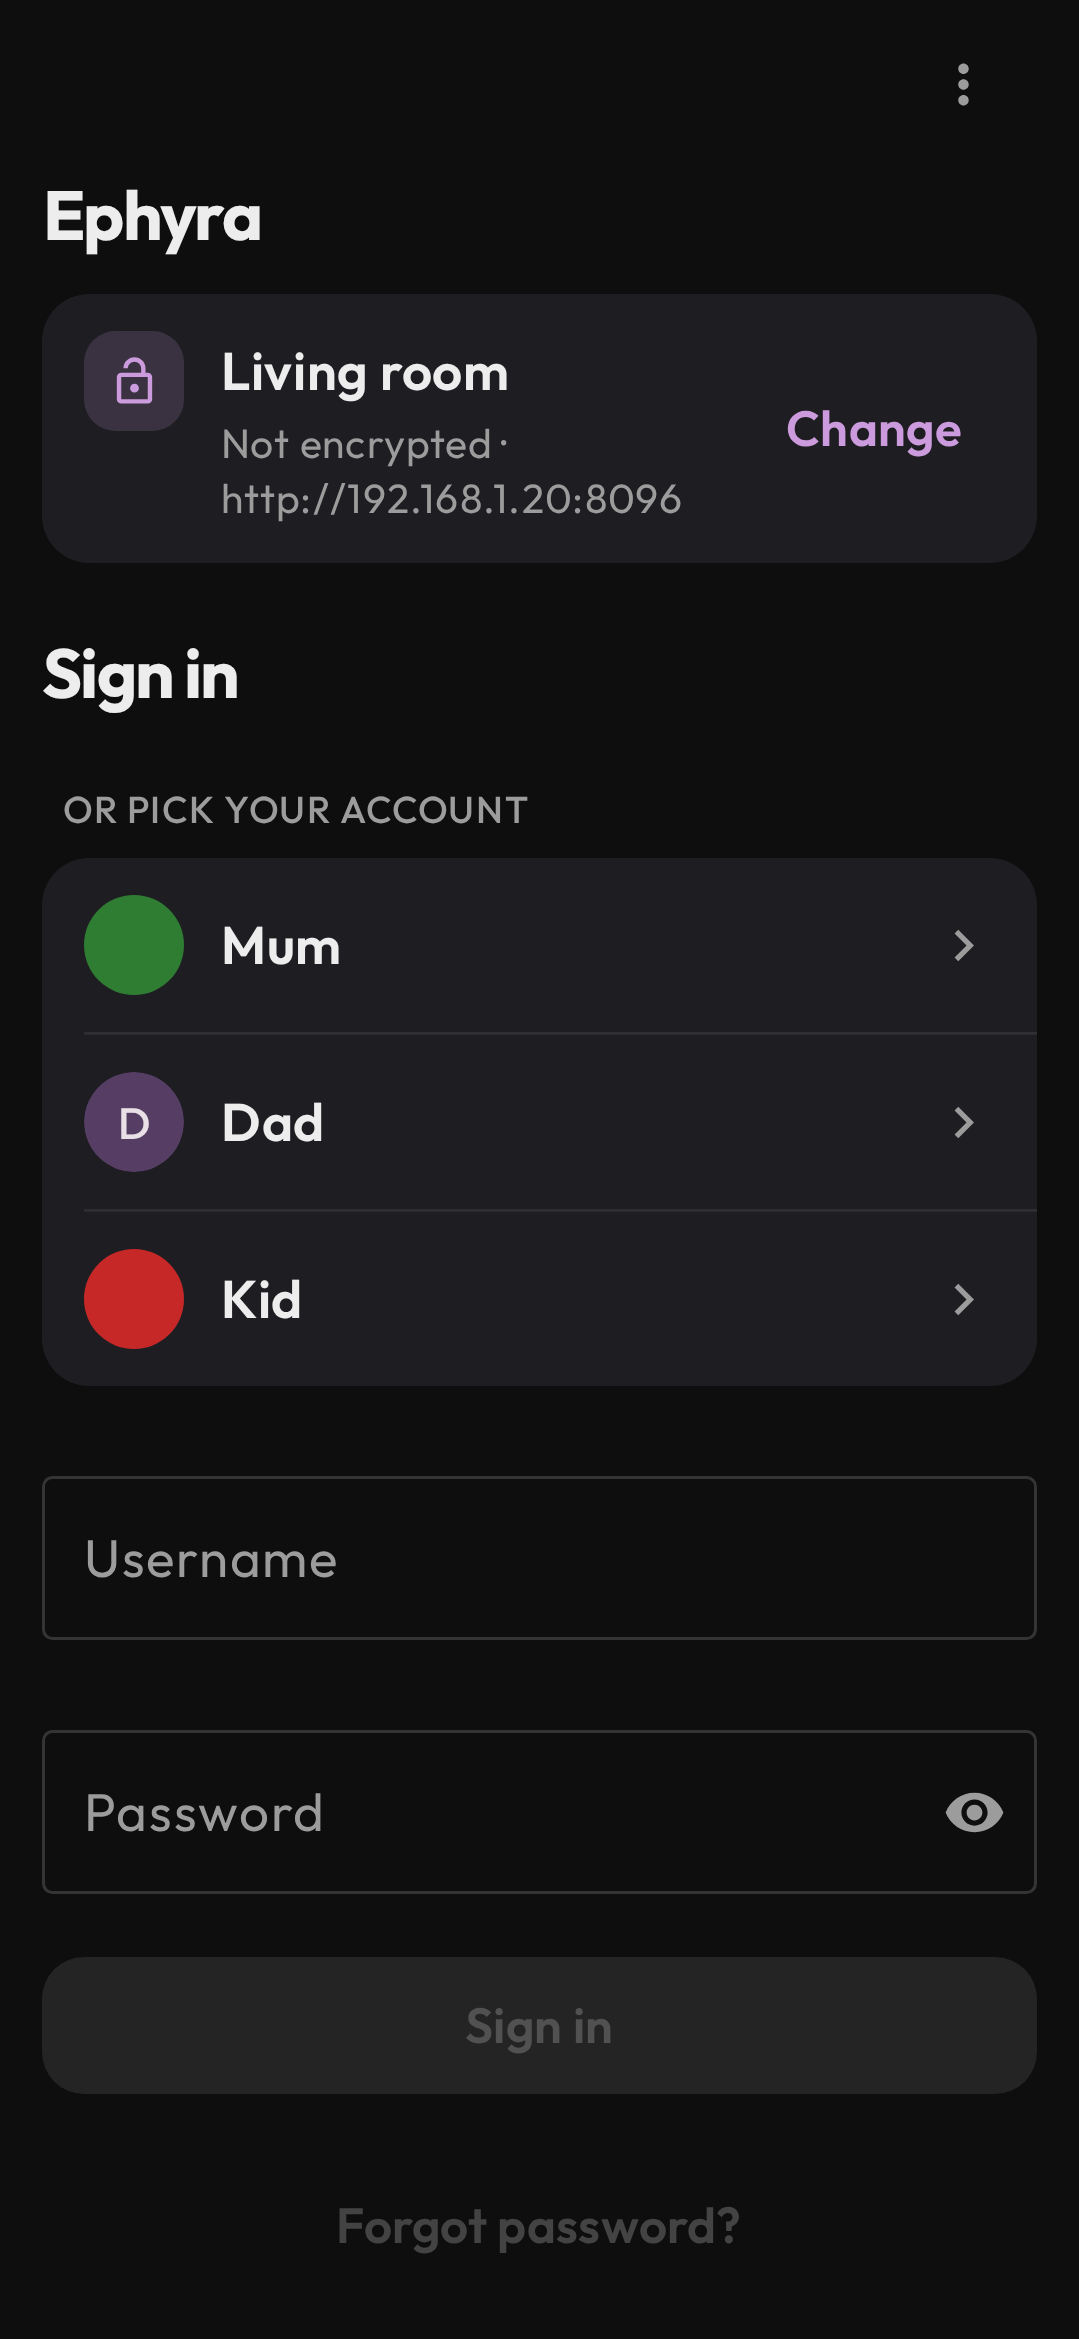 Ephyra
Living room
Not encrypted ·
http://192.168.1.20:8096
Change
Sign in
OR PICK YOUR ACCOUNT
Mum
D
Dad
Kid
Username
Password
Sign in
Forgot password?